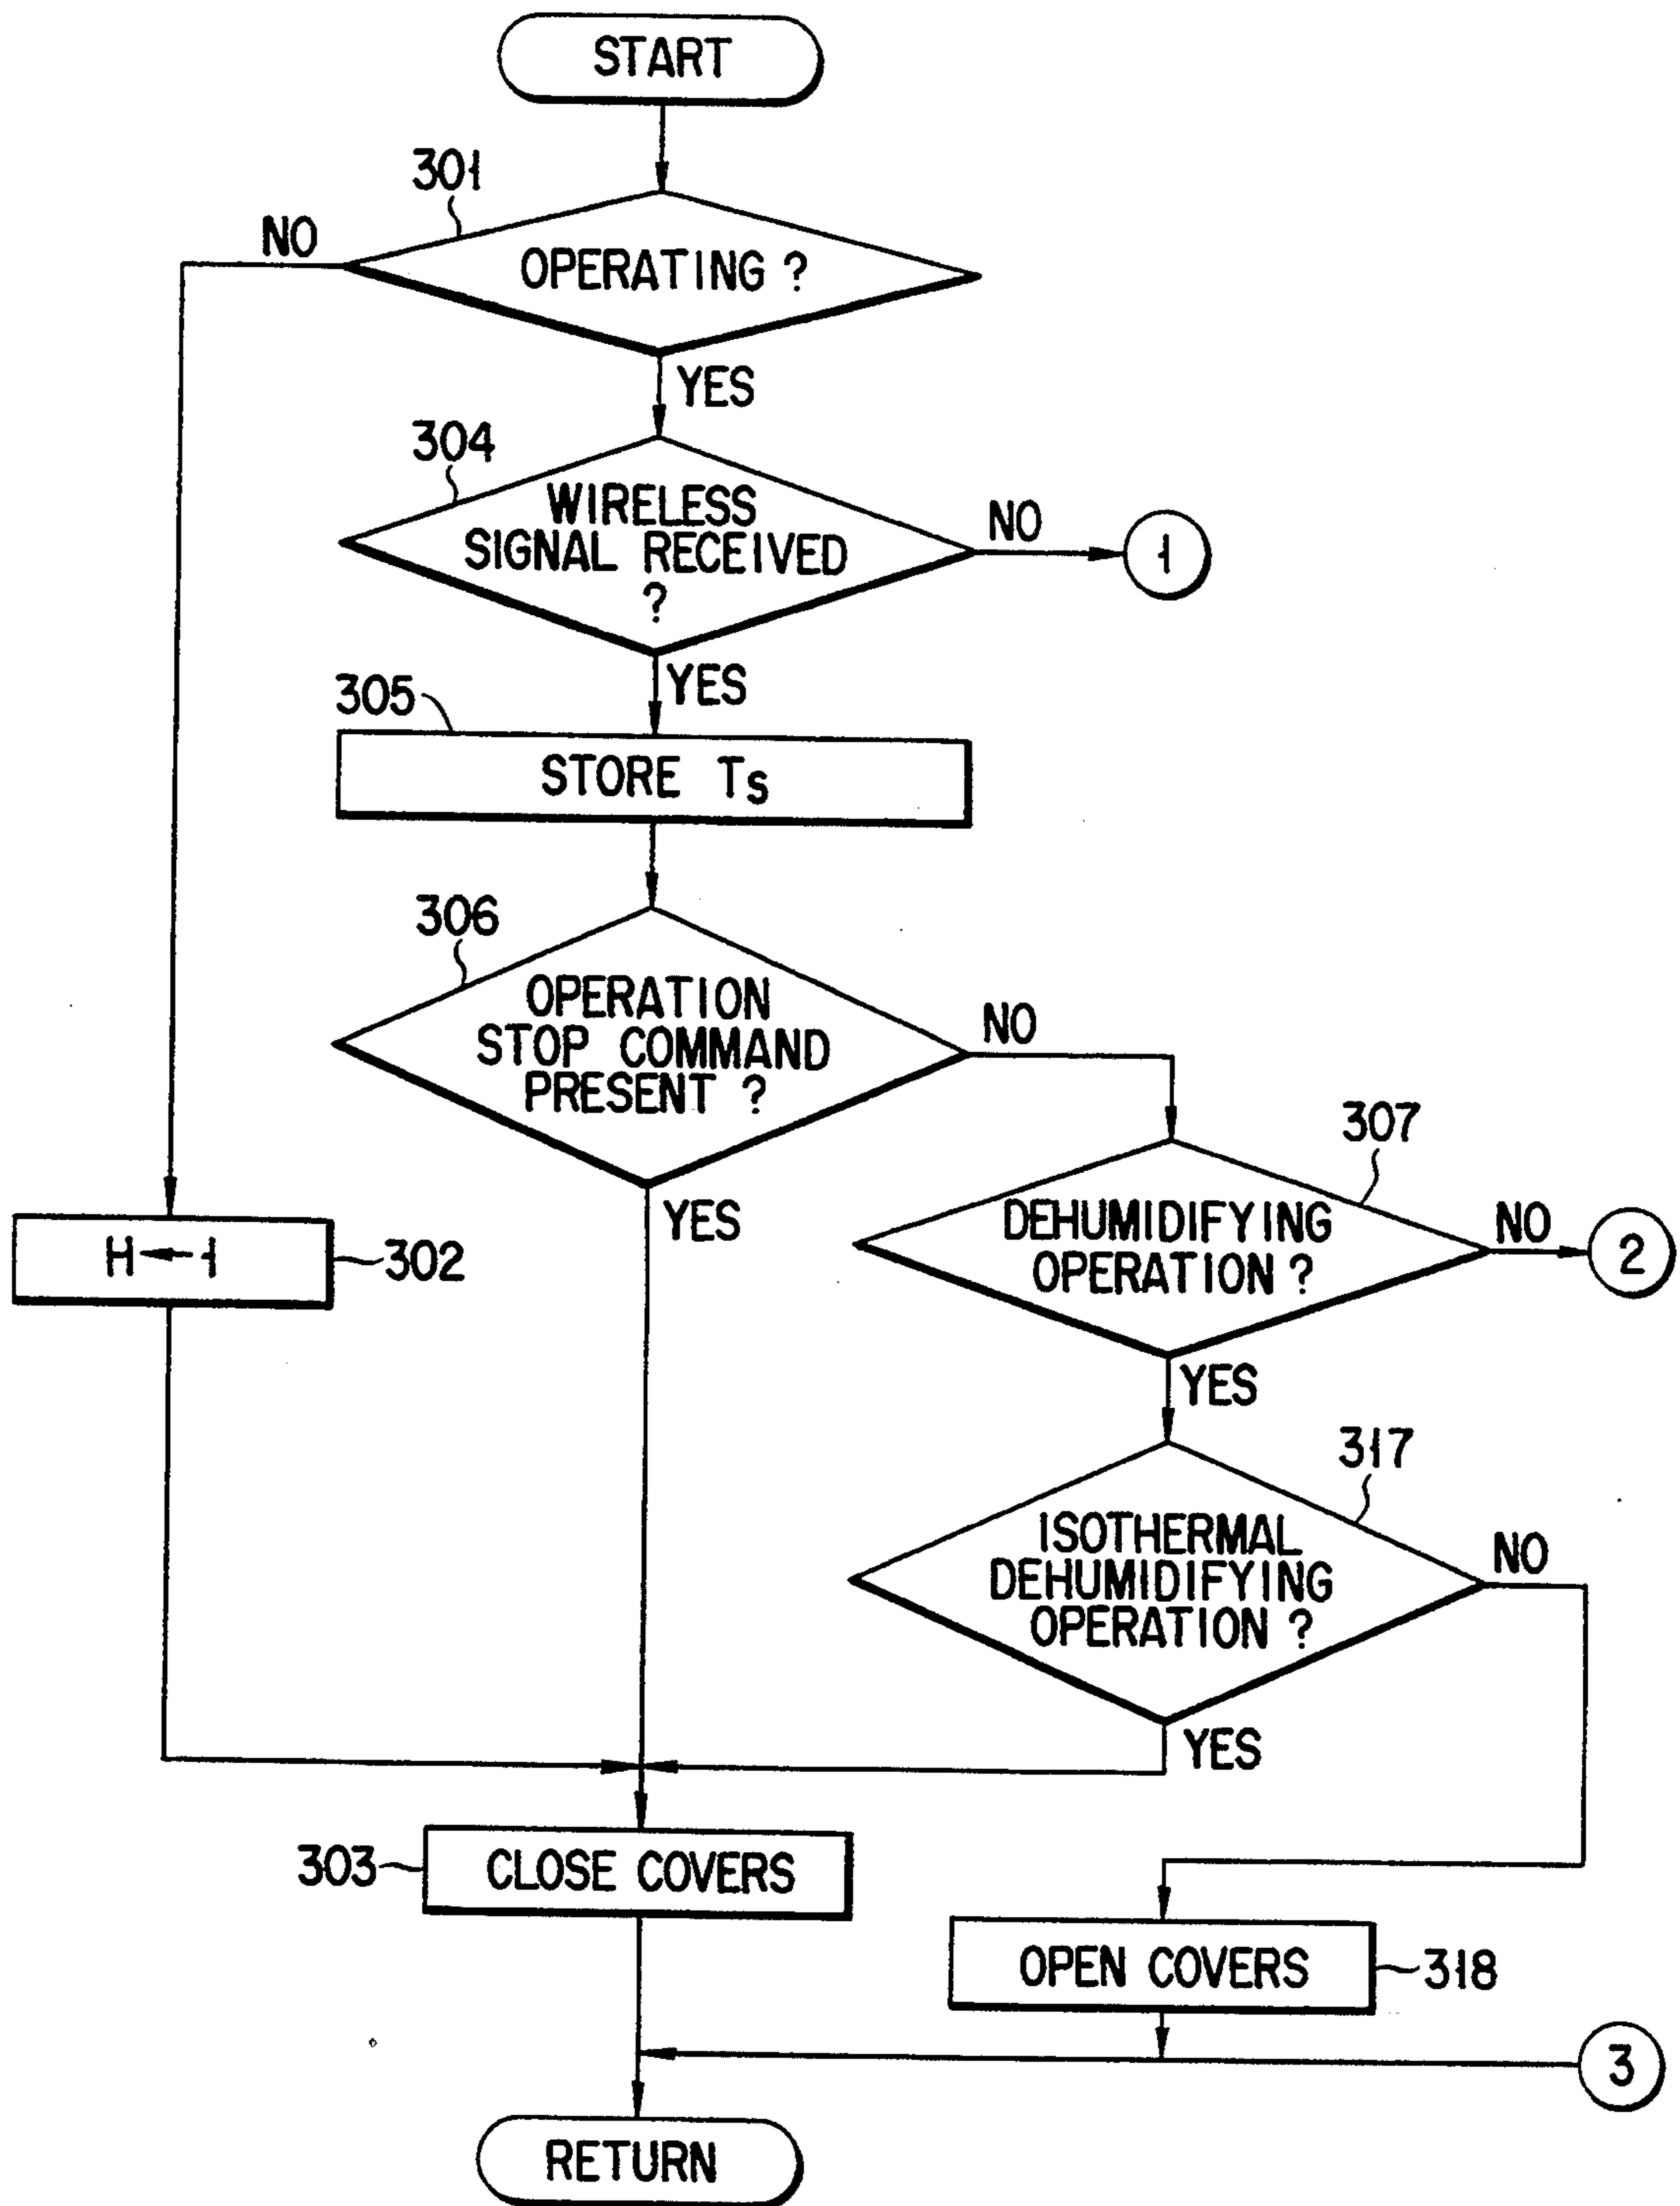 START
301
NO
OPERATING ?
YES
304
WIRELESS
SIGNAL RECEIVED
?
NO
1
YES
305
STORE Ts
306
OPERATION
STOP COMMAND
PRESENT ?
NO
YES
307
DEHUMIDIFYING
OPERATION ?
NO
2
H←1
302
YES
317
ISOTHERMAL
DEHUMIDIFYING
OPERATION ?
NO
YES
303
CLOSE COVERS
OPEN COVERS
318
3
RETURN